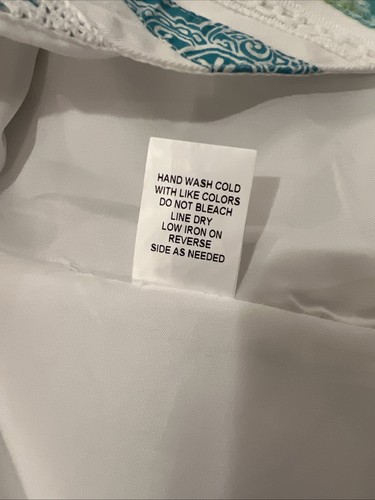 HAND WASH COLD
WITH LIKE COLORS
DO NOT BLEACH
LINE DRY
LOW IRON ON
REVERSE
SIDE AS NEEDED